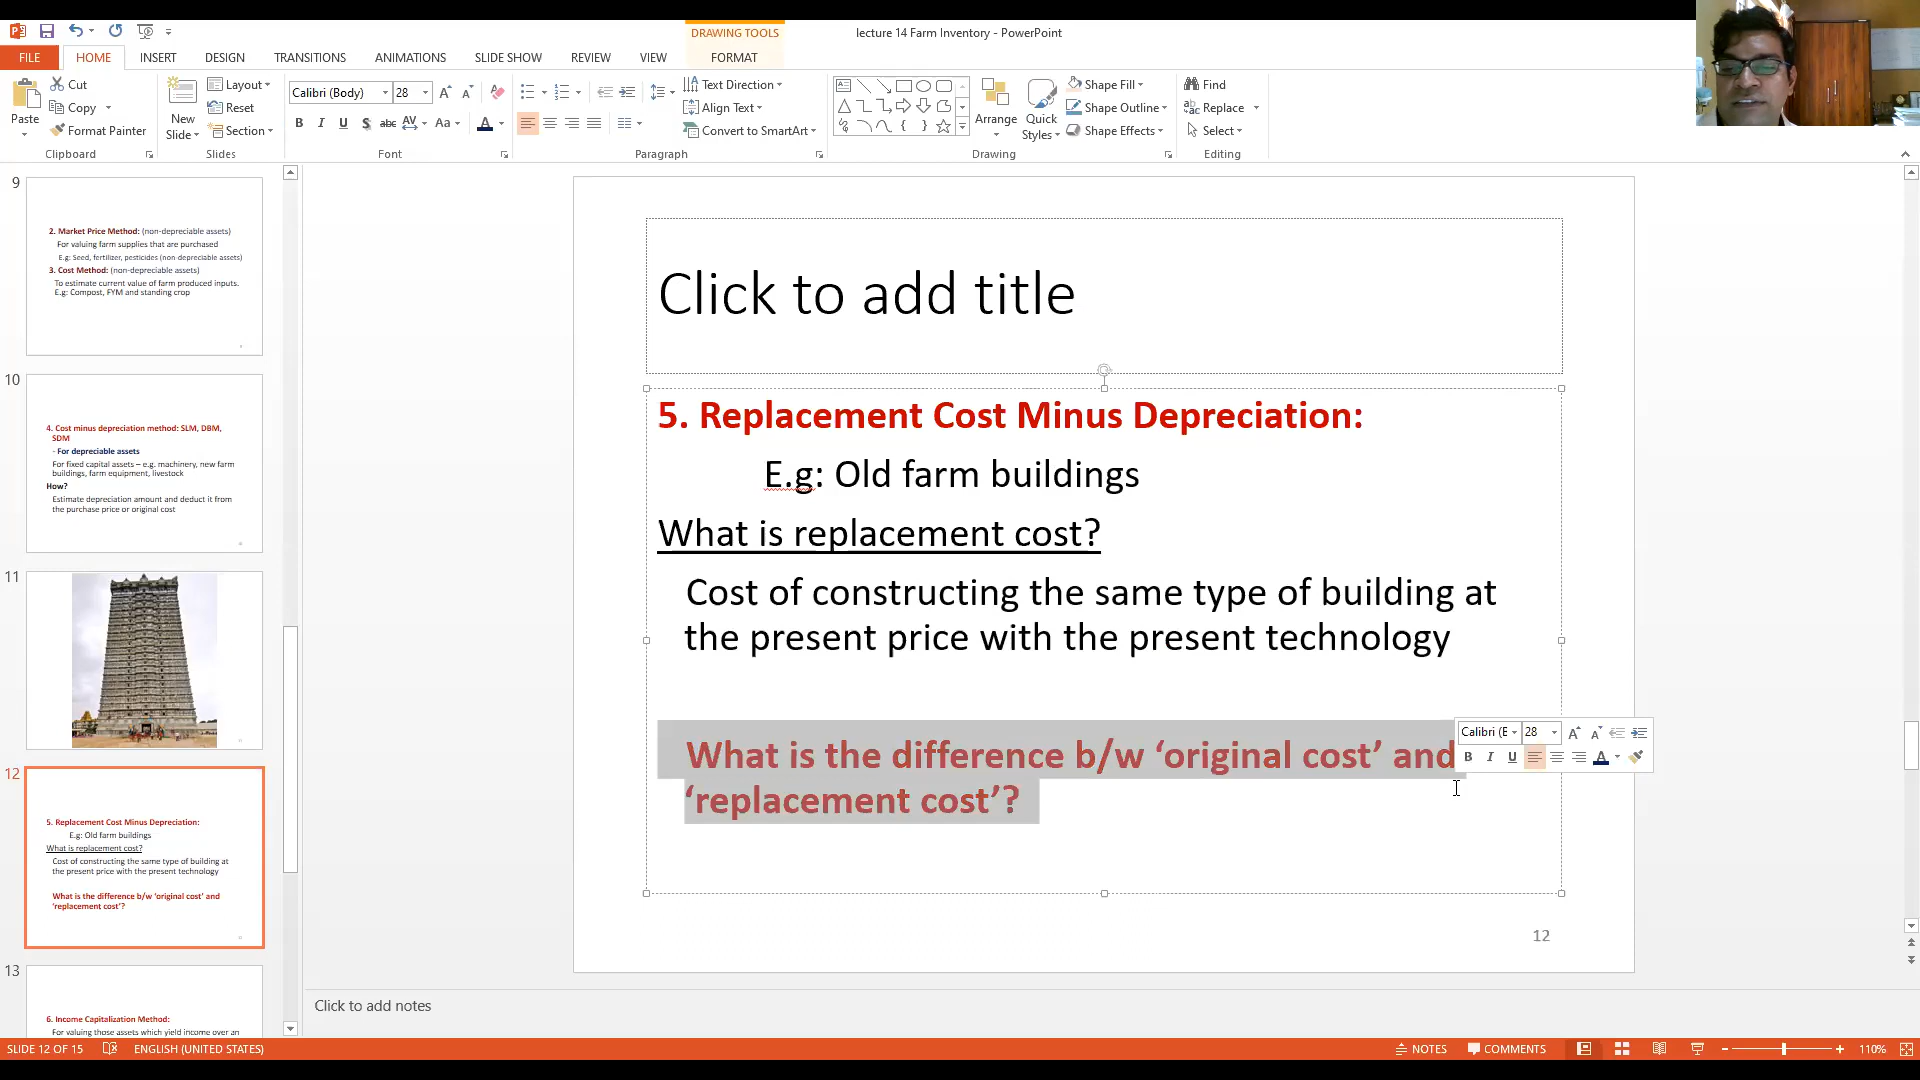 DRAWING TOOLS
lecture 14 Farm Inventory - PowerPoint
FILE HOME INSERT DESIGN TRANSITIONS ANIMATIONS SLIDE SHOW REVIEW VIEW FORMAT
Paste
Cut
Copy
Format Painter
Clipboard
New Slide
Layout
Reset
Section
Slides
Calibri (Body) 28
B I U S abc AV Aa A
Font
Text Direction
Align Text
Convert to SmartArt
Paragraph
Arrange
Quick Styles
Shape Fill
Shape Outline
Shape Effects
Drawing
Find
Replace
Select
Editing
9
2. Market Price Method: (non-depreciable assets)
For valuing farm supplies that are purchased
E.g: Seed, fertilizer, pesticides (non-depreciable assets)
3. Cost Method: (non-depreciable assets)
To estimate current value of farm produced inputs.
E.g: Compost, FYM and standing crop
10
4. Cost minus depreciation method: SLM, DBM,
SDM
- For depreciable assets
For fixed capital assets – e.g. machinery, new farm
buildings, farm equipment, livestock
How?
Estimate depreciation amount and deduct it from
the purchase price or original cost
11
12
5. Replacement Cost Minus Depreciation:
E.g: Old farm buildings
What is replacement cost?
Cost of constructing the same type of building at
the present price with the present technology
What is the difference b/w ‘original cost’ and
‘replacement cost’?
13
6. Income Capitalization Method:
For valuing those assets which yield income over an
Click to add title
5. Replacement Cost Minus Depreciation:
E.g: Old farm buildings
What is replacement cost?
Cost of constructing the same type of building at
the present price with the present technology
What is the difference b/w ‘original cost’ and
‘replacement cost’?
Calibri (E 28
B I U A
12
Click to add notes
SLIDE 12 OF 15 ENGLISH (UNITED STATES) NOTES COMMENTS 110%